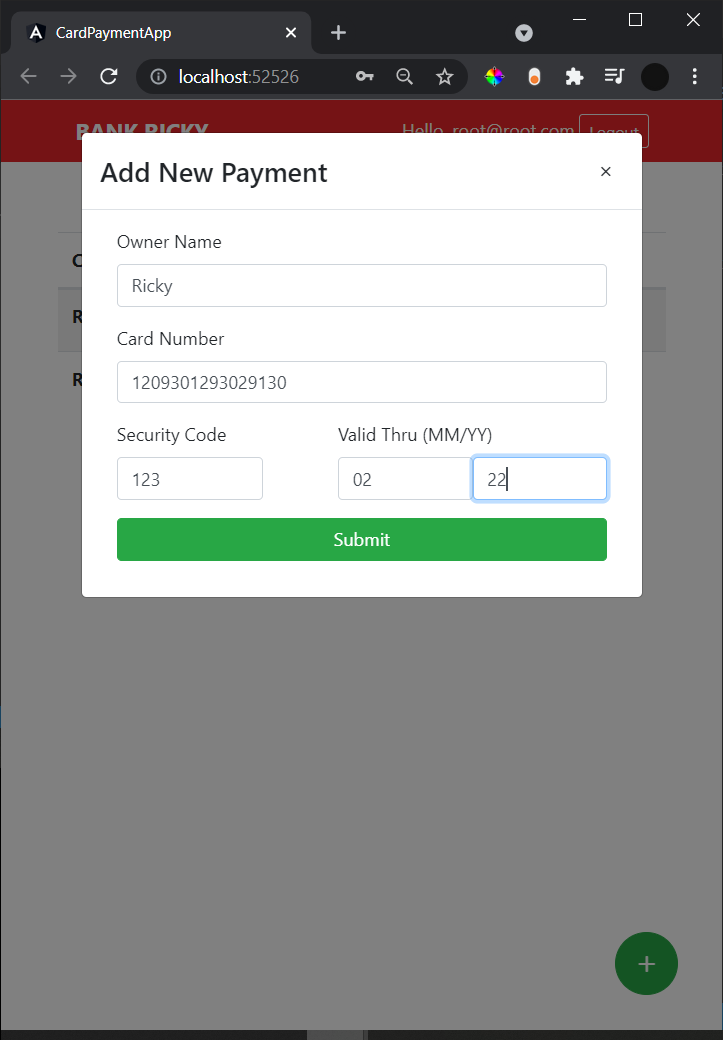 CardPaymentApp
localhost:52526
BANK RICKY
Hello, root@root.com Logout
Add New Payment ×
Owner Name
Ricky
Card Number
1209301293029130
Security Code Valid Thru (MM/YY)
123 02 22
Submit
+